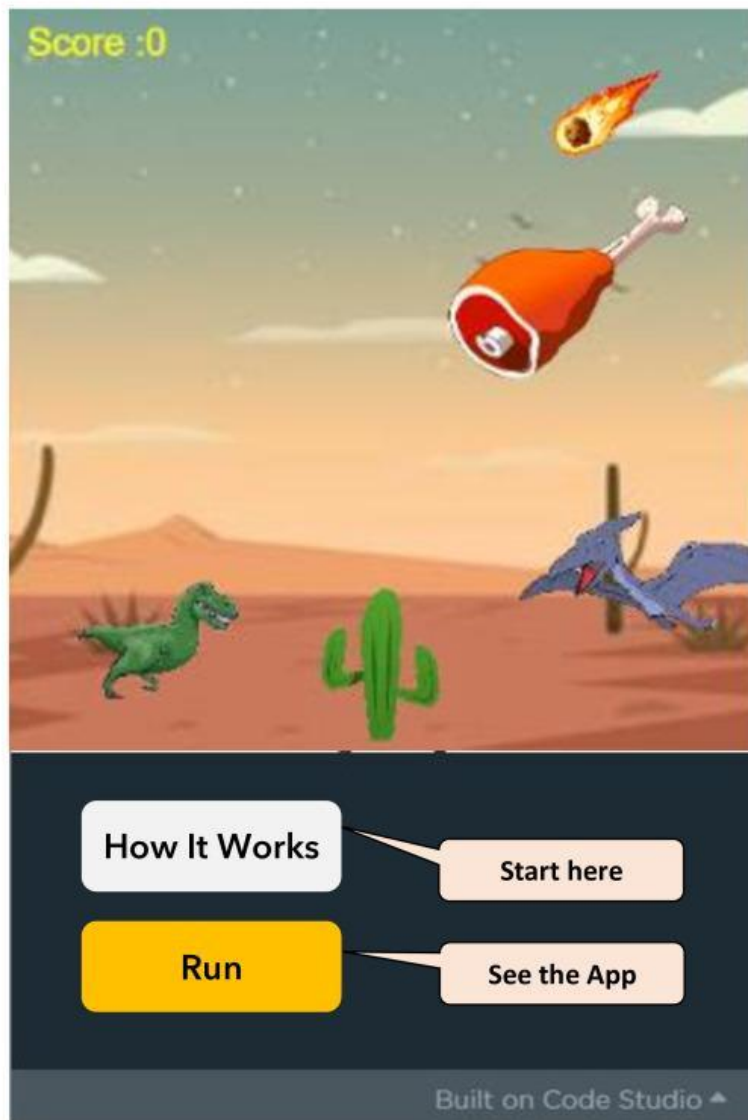 Score :0
How It Works
Start here
Run
See the App
Built on Code Studio